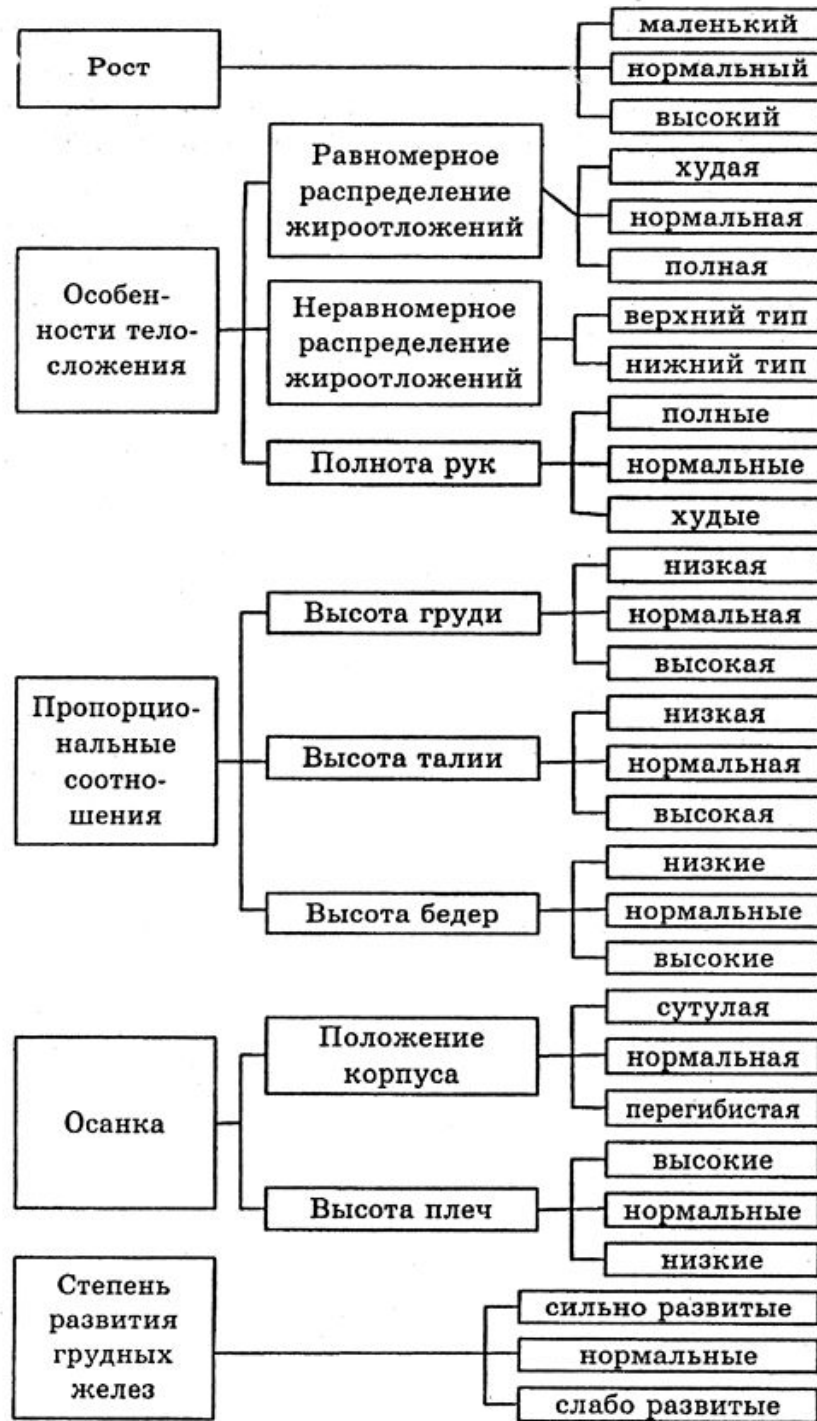 Рост
маленький
нормальный
высокий
Особен-
ности тело-
сложения
Равномерное
распределение
жироотложений
худая
нормальная
полная
Неравномерное
распределение
жироотложений
верхний тип
нижний тип
Полнота рук
полные
нормальные
худые
Пропорцио-
нальные
соотно-
шения
Высота груди
низкая
нормальная
высокая
Высота талии
низкая
нормальная
высокая
Высота бедер
низкие
нормальные
высокие
Осанка
Положение
корпуса
сутулая
нормальная
перегибистая
Высота плеч
высокие
нормальные
низкие
Степень
развития
грудных
желез
сильно развитые
нормальные
слабо развитые